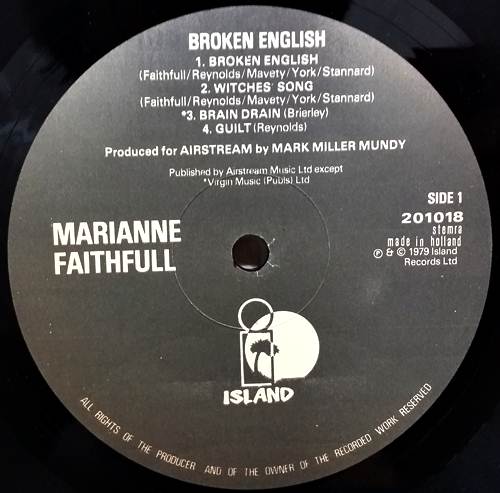 BROKEN ENGLISH
1. BROKEN ENGLISH
(Faithfull/Reynolds/Mavety/York/Stannard)
2. WITCHES' SONG
(Faithfull/Reynolds/Mavety/York/Stannard)
*3. BRAIN DRAIN (Brierley)
4. GUILT (Reynolds)
Produced for AIRSTREAM by MARK MILLER MUNDY
Published by Airstream Music Ltd except
*Virgin Music (Publs) Ltd
SIDE 1
201018
stemra
made in holland
℗ & © 1979 Island
Records Ltd
MARIANNE
FAITHFULL
ISLAND
ALL RIGHTS OF THE PRODUCER AND OF THE OWNER OF THE RECORDED WORK RESERVED